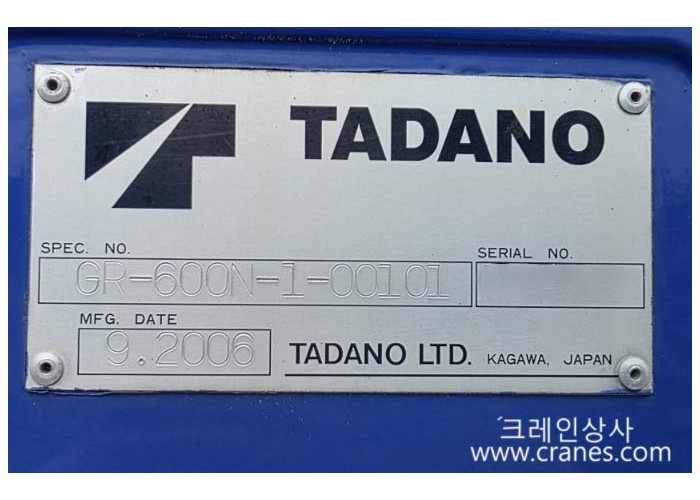 TADANO
SPEC. NO.
SERIAL NO.
GR-600N-1-00101
MFG. DATE
9.2006
TADANO LTD. KAGAWA, JAPAN
크레인상사
www.cranes.com